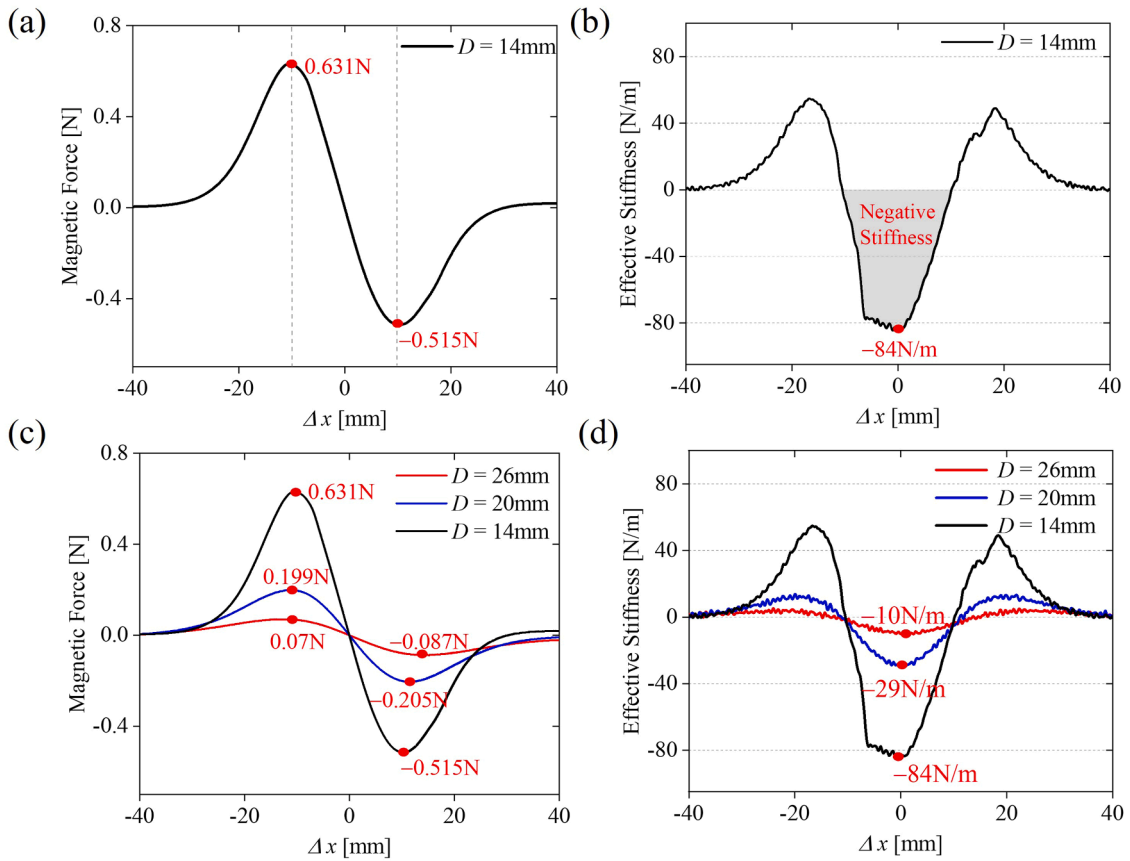 (a)
0.8
0.4
0.0
-0.4
Magnetic Force [N]
D = 14mm
0.631N
−0.515N
-40
-20
0
20
40
Δ x [mm]
(b)
80
40
0
-40
-80
Effective Stiffness [N/m]
D = 14mm
Negative
Stiffness
−84N/m
-40
-20
0
20
40
Δ x [mm]
(c)
0.8
0.4
0.0
-0.4
Magnetic Force [N]
D = 26mm
D = 20mm
D = 14mm
0.631N
0.199N
0.07N
−0.087N
−0.205N
−0.515N
-40
-20
0
20
40
Δ x [mm]
(d)
80
40
0
-40
-80
Effective Stiffness [N/m]
D = 26mm
D = 20mm
D = 14mm
−10N/m
−29N/m
−84N/m
-40
-20
0
20
40
Δ x [mm]